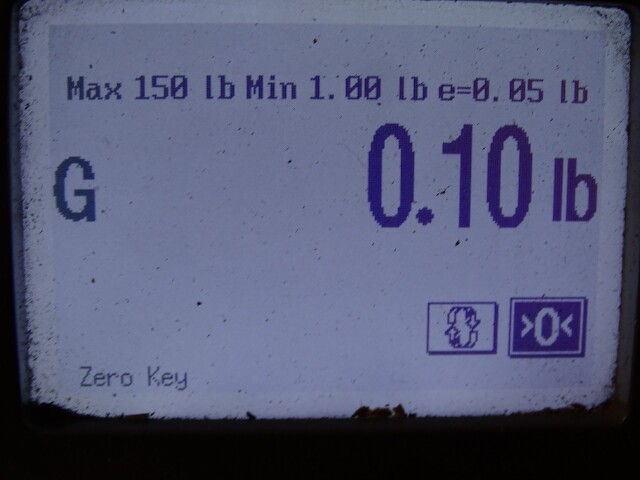 Max 150 lb Min 1.00 lb e=0.05 lb
G 0.10 lb
>0<
Zero Key